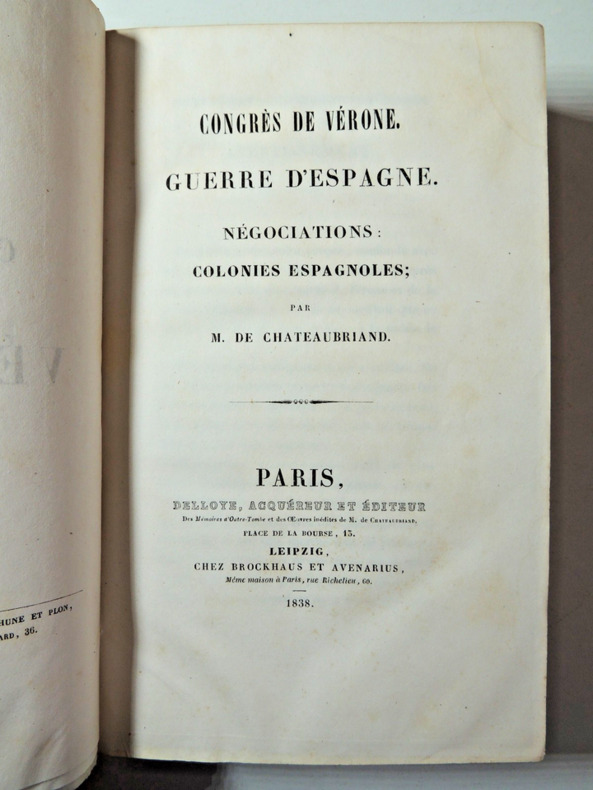 HUNE ET PLON,
ARD, 36.
CONGRÈS DE VÉRONE.
GUERRE D'ESPAGNE.
NÉGOCIATIONS:
COLONIES ESPAGNOLES;
PAR
M. DE CHATEAUBRIAND.
PARIS,
DELLOYE, ACQUÉREUR ET ÉDITEUR
Des Mémoires d'Outre-Tombe et des Œuvres inédites de M. de CHATEAUBRIAND,
PLACE DE LA BOURSE, 13.
LEIPZIG,
CHEZ BROCKHAUS ET AVENARIUS,
Même maison à Paris, rue Richelieu, 60.
1838.